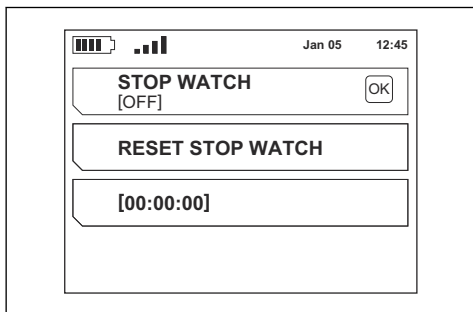 Jan 05 12:45
STOP WATCH
[OFF]
OK
RESET STOP WATCH
[00:00:00]